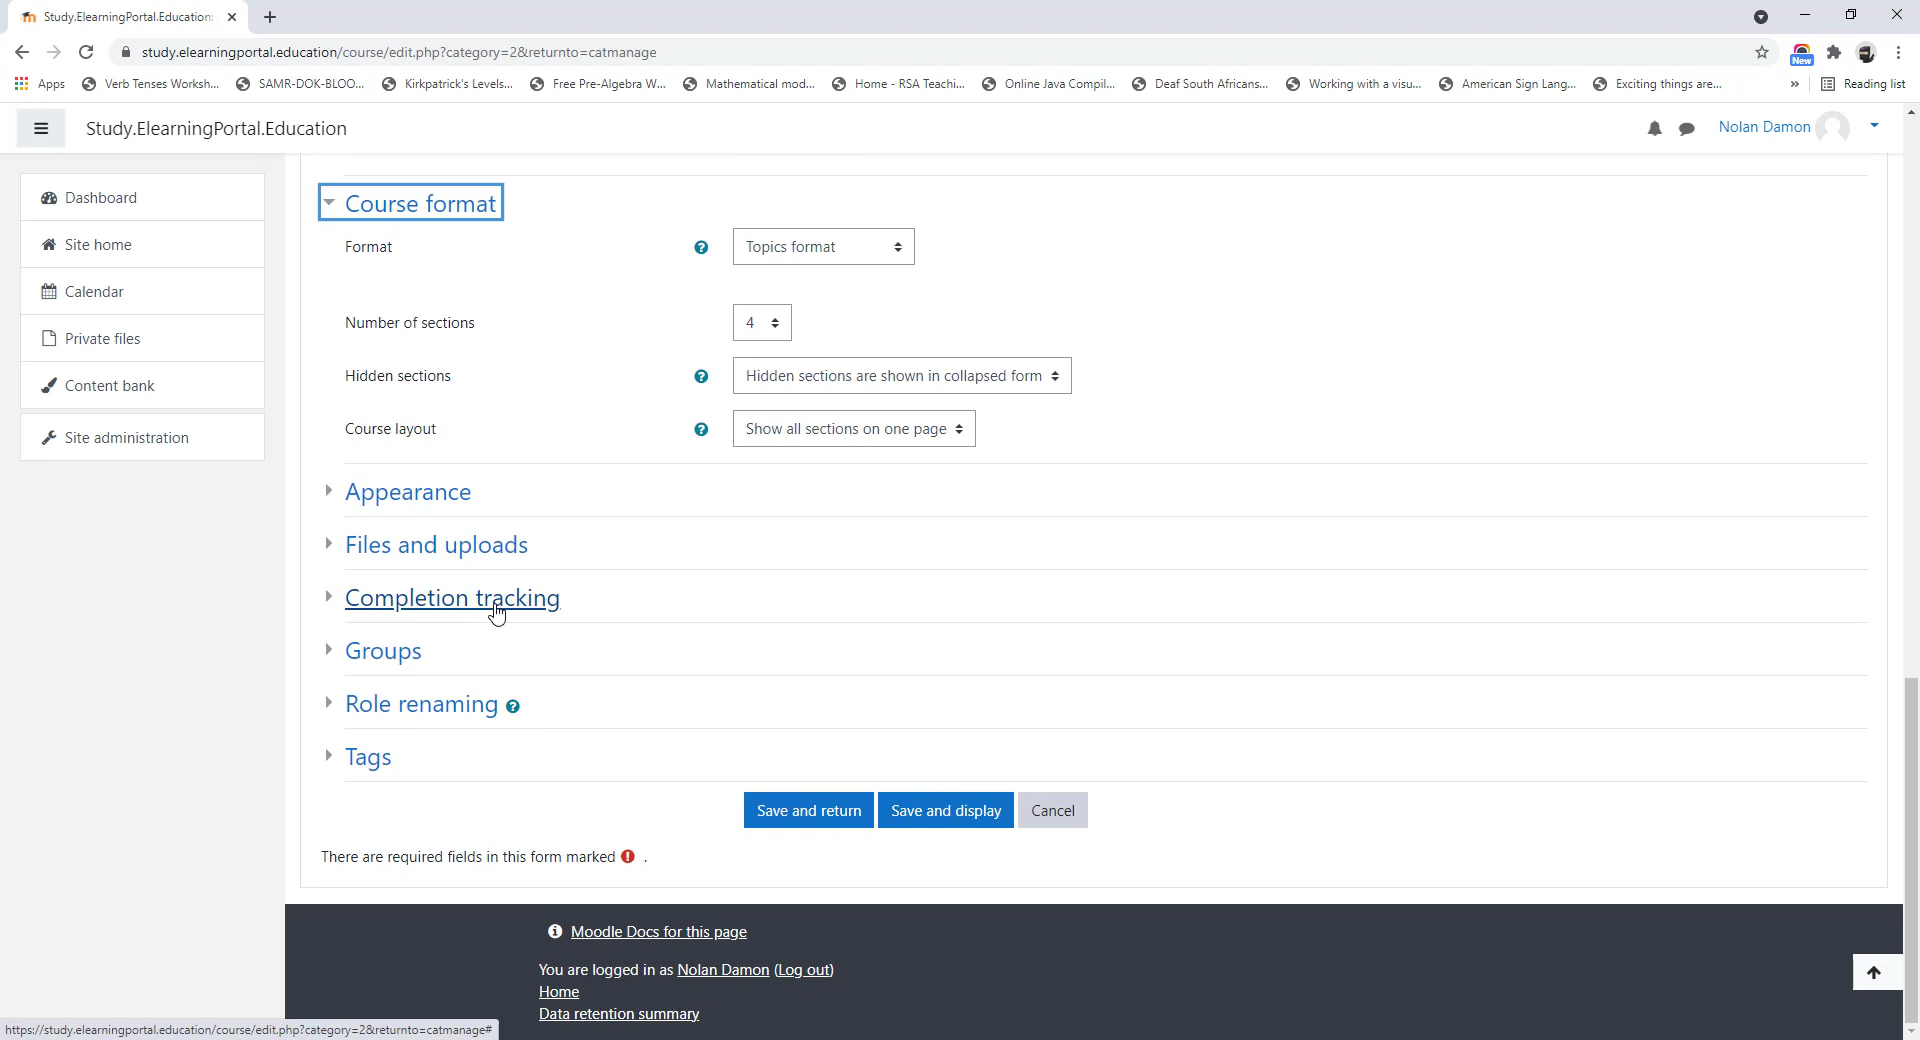 Study.ElearningPortal.Education:
study.elearningportal.education/course/edit.php?category=2&returnto=catmanage
New
Apps
Verb Tenses Worksh...
SAMR-DOK-BLOO...
Kirkpatrick's Levels...
Free Pre-Algebra W...
Mathematical mod...
Home - RSA Teachi...
Online Java Compil...
Deaf South Africans...
Working with a visu...
American Sign Lang...
Exciting things are...
»
Reading list
Study.ElearningPortal.Education
Nolan Damon
Dashboard
Site home
Calendar
Private files
Content bank
Site administration
Course format
Format
Topics format
Number of sections
4
Hidden sections
Hidden sections are shown in collapsed form
Course layout
Show all sections on one page
Appearance
Files and uploads
Completion tracking
Groups
Role renaming
Tags
Save and return
Save and display
Cancel
There are required fields in this form marked .
Moodle Docs for this page
You are logged in as Nolan Damon (Log out)
Home
Data retention summary
https://study.elearningportal.education/course/edit.php?category=2&returnto=catmanage#